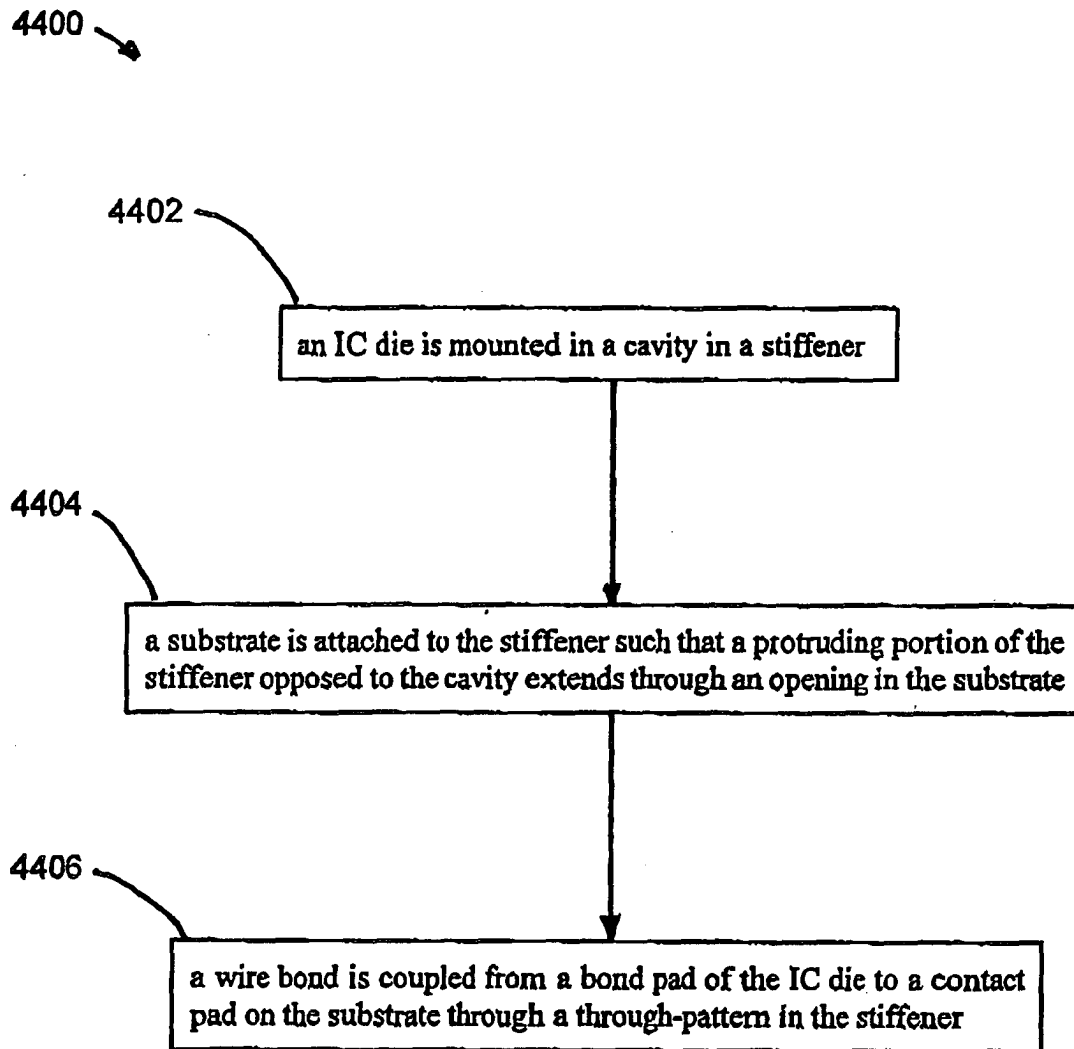 4400
4402
an IC die is mounted in a cavity in a stiffener
4404
a substrate is attached to the stiffener such that a protruding portion of the
stiffener opposed to the cavity extends through an opening in the substrate
4406
a wire bond is coupled from a bond pad of the IC die to a contact
pad on the substrate through a through-pattern in the stiffener